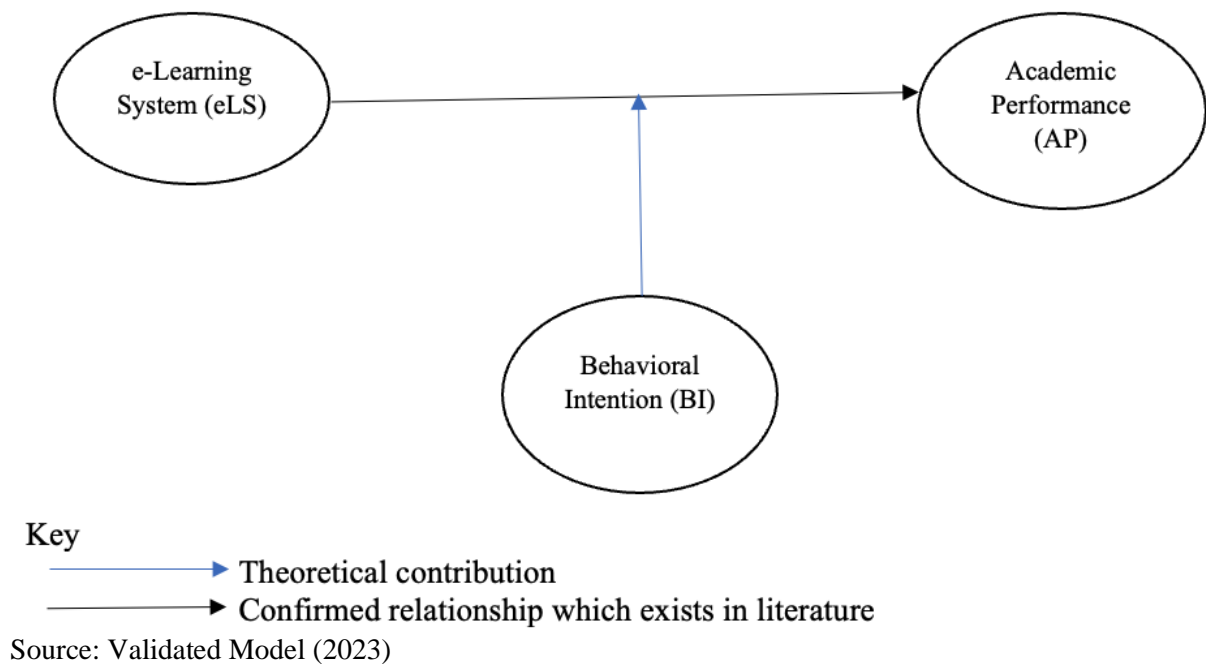 e-Learning
System (eLS)
Academic
Performance
(AP)
Behavioral
Intention (BI)
Key
Theoretical contribution
Confirmed relationship which exists in literature
Source: Validated Model (2023)